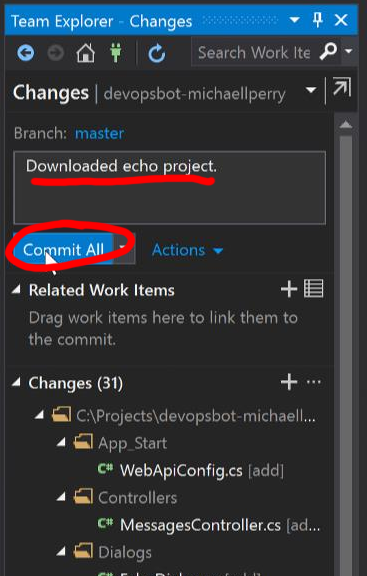 Team Explorer - Changes
Search Work Ite
Changes | devopsbot-michaellperry
Branch: master
Downloaded echo project.
Commit All Actions
Related Work Items
Drag work items here to link them to
the commit.
Changes (31)
C:\Projects\devopsbot-michaell...
App_Start
C# WebApiConfig.cs [add]
Controllers
C# MessagesController.cs [ad...
Dialogs